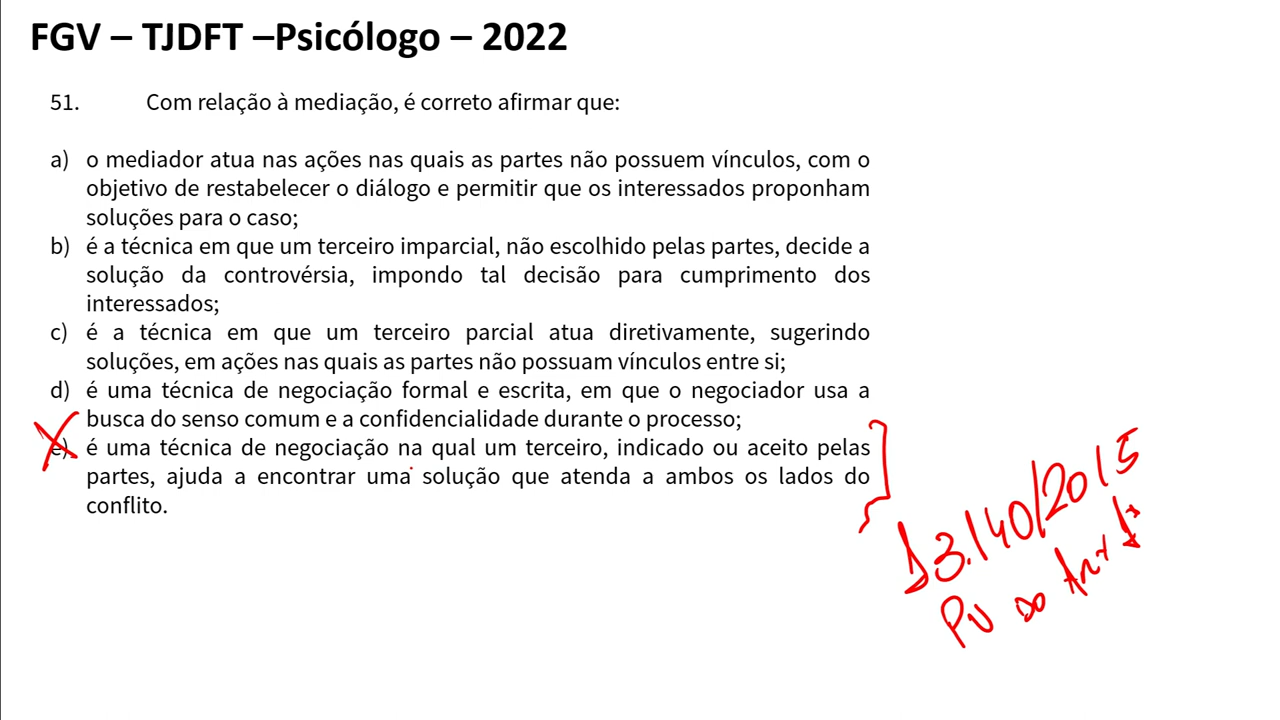 FGV – TJDFT –Psicólogo – 2022
51. Com relação à mediação, é correto afirmar que:
a) o mediador atua nas ações nas quais as partes não possuem vínculos, com o
objetivo de restabelecer o diálogo e permitir que os interessados proponham
soluções para o caso;
b) é a técnica em que um terceiro imparcial, não escolhido pelas partes, decide a
solução da controvérsia, impondo tal decisão para cumprimento dos
interessados;
c) é a técnica em que um terceiro parcial atua diretivamente, sugerindo
soluções, em ações nas quais as partes não possuam vínculos entre si;
d) é uma técnica de negociação formal e escrita, em que o negociador usa a
busca do senso comum e a confidencialidade durante o processo;
e) é uma técnica de negociação na qual um terceiro, indicado ou aceito pelas
partes, ajuda a encontrar uma solução que atenda a ambos os lados do
conflito.
13.140/2015
PU do Art 1º